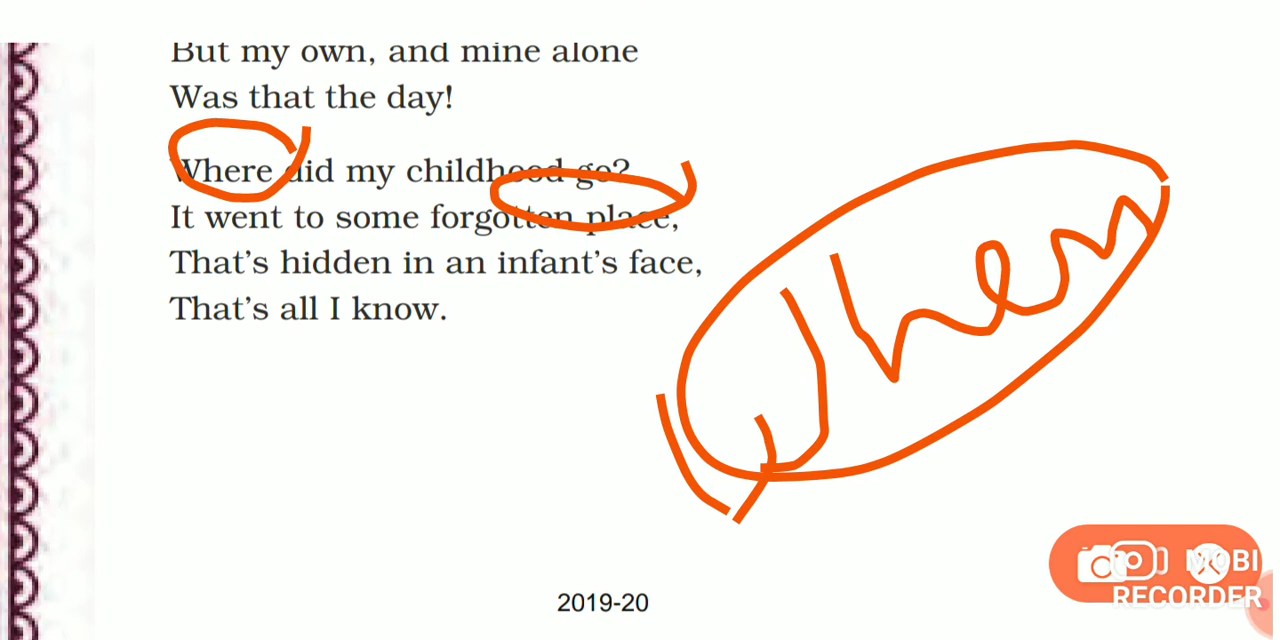 But my own, and mine alone
Was that the day!
Where did my childhood go?
It went to some forgotten place,
That's hidden in an infant's face,
That's all I know.
When
2019-20
MOBI
RECORDER